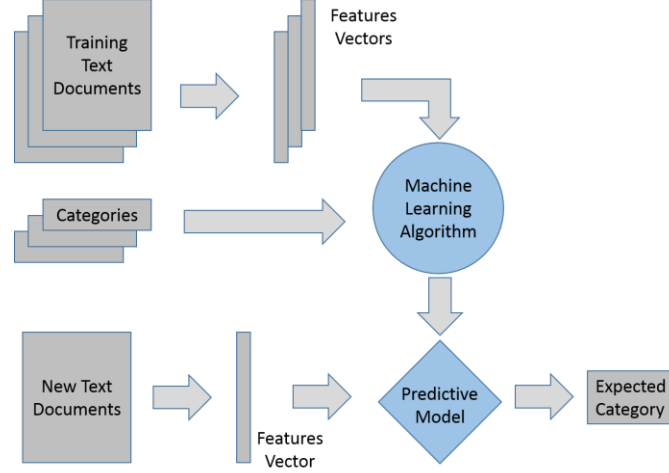 Training
Text
Documents
Features
Vectors
Machine
Learning
Algorithm
Categories
New Text
Documents
Features
Vector
Predictive
Model
Expected
Category